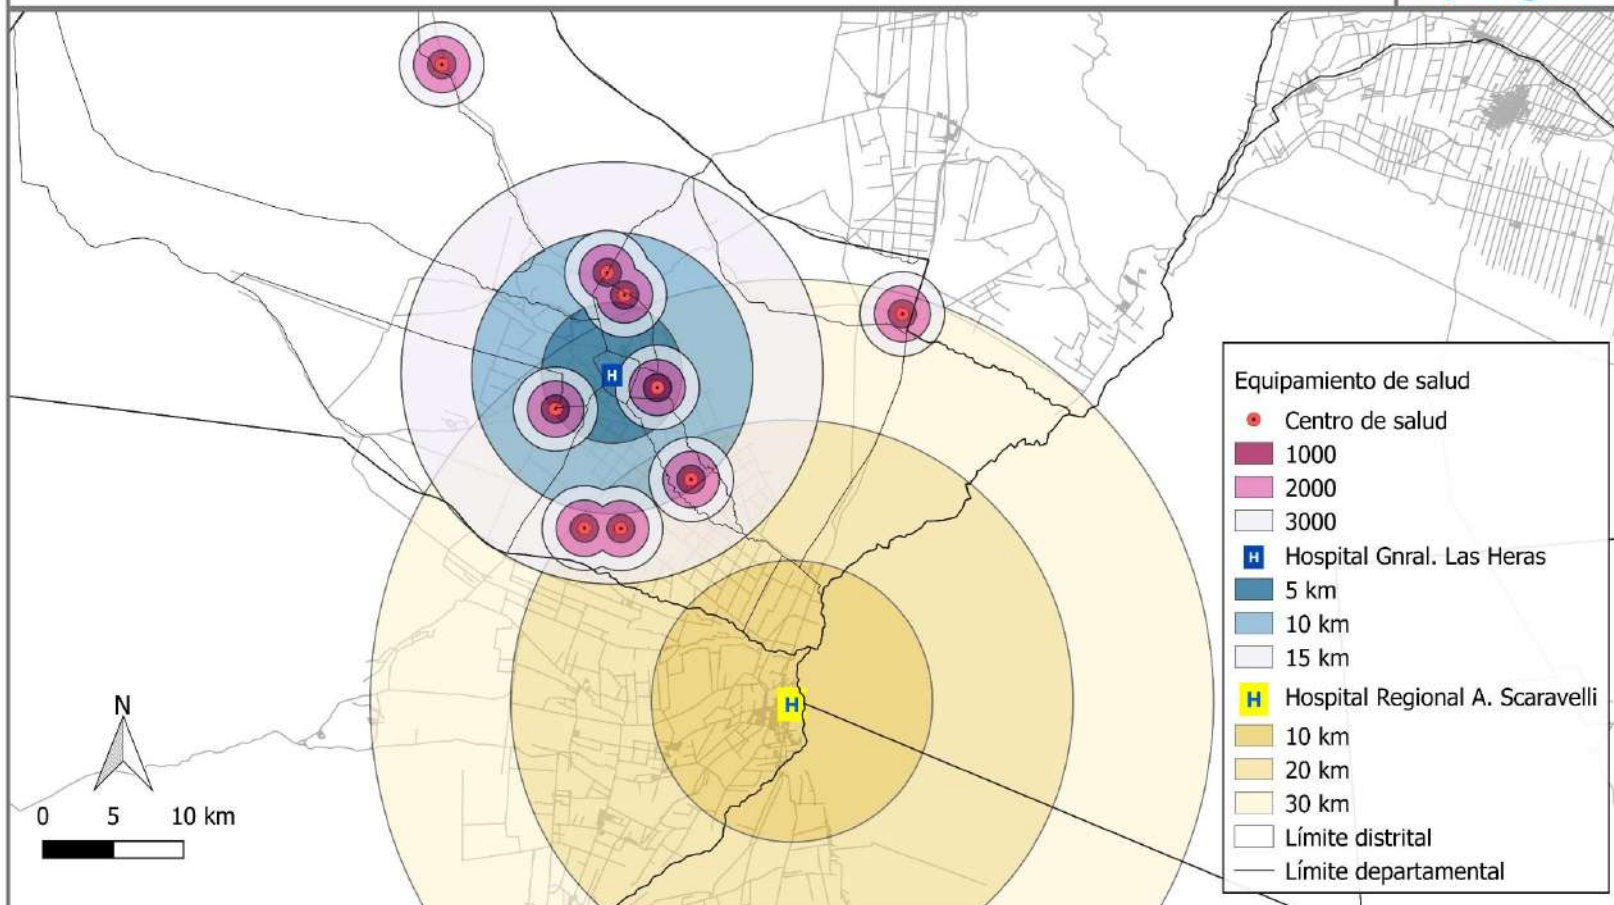 H
H
N
0 5 10 km
Equipamiento de salud
Centro de salud
1000
2000
3000
H Hospital Gnral. Las Heras
5 km
10 km
15 km
H Hospital Regional A. Scaravelli
10 km
20 km
30 km
Límite distrital
Límite departamental